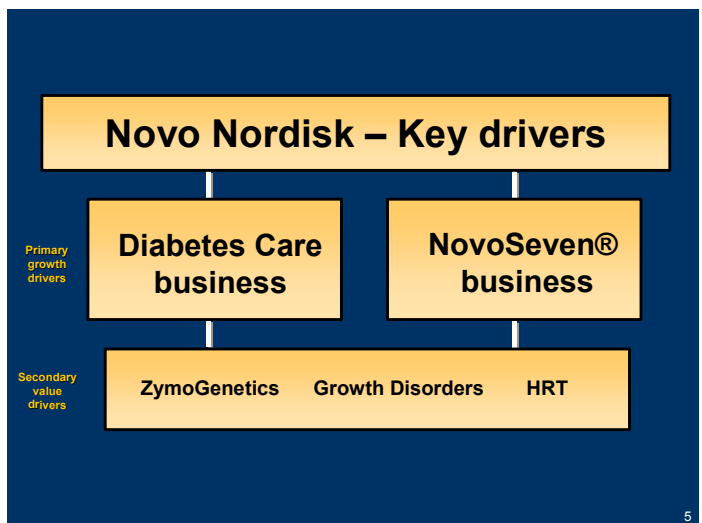 Novo Nordisk – Key drivers
Primary
growth
drivers
Diabetes Care
business
NovoSeven®
business
Secondary
value
drivers
ZymoGenetics Growth Disorders HRT
5